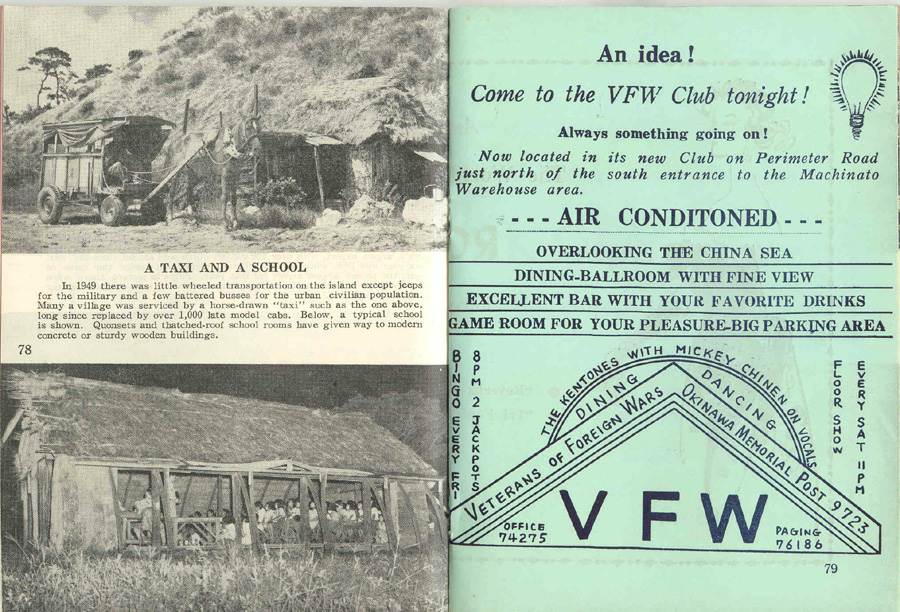 A TAXI AND A SCHOOL
In 1949 there was little wheeled transportation on the island except jeeps
for the military and a few battered busses for the urban civilian population.
Many a village was serviced by a horse-drawn "taxi" such as the one above,
long since replaced by over 1,000 late model cabs. Below, a typical school
is shown. Quonsets and thatched-roof school rooms have given way to modern
concrete or sturdy wooden buildings.
78
An idea!
Come to the VFW Club tonight!
Always something going on!
Now located in its new Club on Perimeter Road
just north of the south entrance to the Machinato
Warehouse area.
--- AIR CONDITONED ---
OVERLOOKING THE CHINA SEA
DINING-BALLROOM WITH FINE VIEW
EXCELLENT BAR WITH YOUR FAVORITE DRINKS
GAME ROOM FOR YOUR PLEASURE-BIG PARKING AREA
BINGO EVERY FRI
8 PM 2 JACKPOTS
THE KENTONES WITH MICKEY CHINEN ON VOCALS
DINING
DANCING
FLOOR SHOW
EVERY SAT 11PM
VETERANS OF FOREIGN WARS
OKINAWA MEMORIAL POST 9723
VFW
OFFICE
74275
PAGING
76186
79